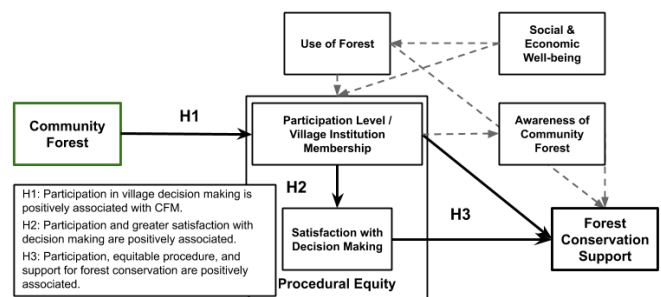 Use of Forest
Social &
Economic
Well-being
H1
Community
Forest
Participation Level /
Village Institution
Membership
Awareness of
Community
Forest
H2
H1: Participation in village decision making is
positively associated with CFM.
H2: Participation and greater satisfaction with
decision making are positively associated.
H3: Participation, equitable procedure, and
support for forest conservation are positively
associated.
Satisfaction with
Decision Making
H3
Forest
Conservation
Support
Procedural Equity